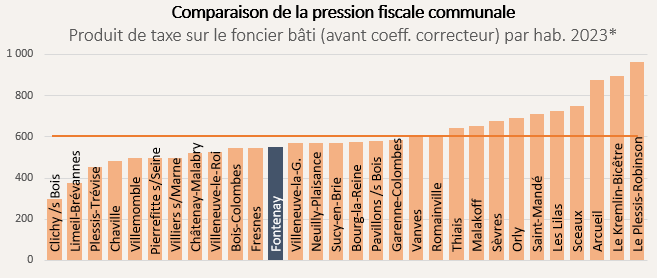 Comparaison de la pression fiscale communale
Produit de taxe sur le foncier bâti (avant coeff. correcteur) par hab. 2023*
1 000
800
600
400
200
0
Clichy / s Bois
Limeil-Brévannes
Plessis-Trévise
Chaville
Villemomble
Pierrefitte s/Seine
Villiers s/Marne
Châtenay-Malabry
Villeneuve-le-Roi
Bois-Colombes
Fresnes
Fontenay
Villeneuve-la-G.
Neuilly-Plaisance
Sucy-en-Brie
Bourg-la-Reine
Pavillons /s Bois
Garenne-Colombes
Vanves
Romainville
Thiais
Malakoff
Sèvres
Orly
Saint-Mandé
Les Lilas
Sceaux
Arcueil
Le Kremlin-Bicêtre
Le Plessis-Robinson